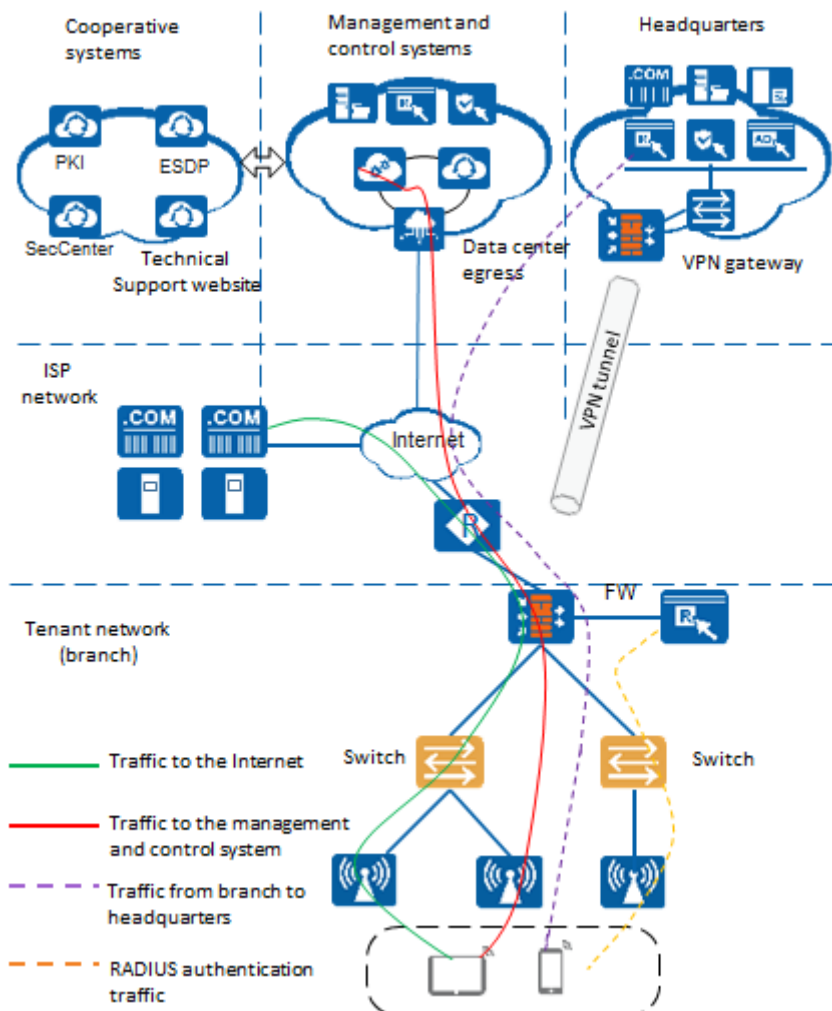 Cooperative
systems
Management and
control systems
Headquarters
.COM
PKI
ESDP
SecCenter
Technical
Support website
Data center
egress
VPN gateway
VPN tunnel
ISP
network
.COM
.COM
Internet
R
FW
R
Tenant network
(branch)
Switch
Switch
Traffic to the Internet
Traffic to the management
and control system
Traffic from branch to
headquarters
RADIUS authentication
traffic